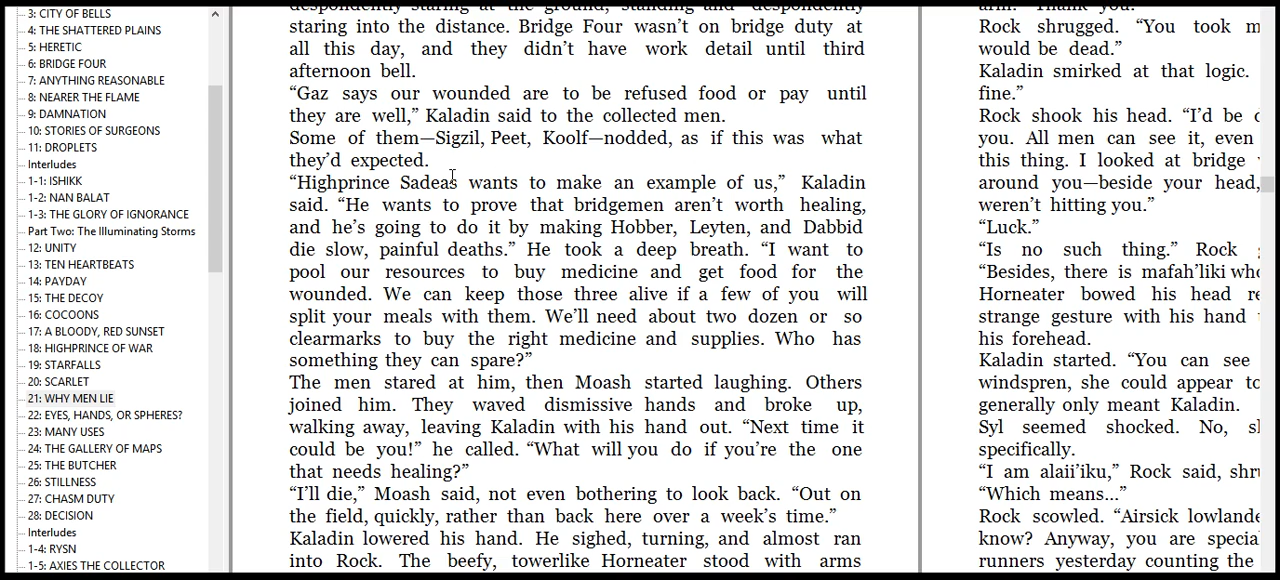 3: CITY OF BELLS
4: THE SHATTERED PLAINS
5: HERETIC
6: BRIDGE FOUR
7: ANYTHING REASONABLE
8: NEARER THE FLAME
9: DAMNATION
10: STORIES OF SURGEONS
11: DROPLETS
Interludes
1-1: ISHIKK
1-2: NAN BALAT
1-3: THE GLORY OF IGNORANCE
Part Two: The Illuminating Storms
12: UNITY
13: TEN HEARTBEATS
14: PAYDAY
15: THE DECOY
16: COCOONS
17: A BLOODY, RED SUNSET
18: HIGHPRINCE OF WAR
19: STARFALLS
20: SCARLET
21: WHY MEN LIE
22: EYES, HANDS, OR SPHERES?
23: MANY USES
24: THE GALLERY OF MAPS
25: THE BUTCHER
26: STILLNESS
27: CHASM DUTY
28: DECISION
Interludes
1-4: RYSN
1-5: AXIES THE COLLECTOR
despondently staring at the ground, standing and despondently
staring into the distance. Bridge Four wasn’t on bridge duty at
all this day, and they didn’t have work detail until third
afternoon bell.
“Gaz says our wounded are to be refused food or pay until
they are well,” Kaladin said to the collected men.
Some of them—Sigzil, Peet, Koolf—nodded, as if this was what
they’d expected.
“Highprince Sadeas wants to make an example of us,” Kaladin
said. “He wants to prove that bridgemen aren’t worth healing,
and he’s going to do it by making Hobber, Leyten, and Dabbid
die slow, painful deaths.” He took a deep breath. “I want to
pool our resources to buy medicine and get food for the
wounded. We can keep those three alive if a few of you will
split your meals with them. We’ll need about two dozen or so
clearmarks to buy the right medicine and supplies. Who has
something they can spare?”
The men stared at him, then Moash started laughing. Others
joined him. They waved dismissive hands and broke up,
walking away, leaving Kaladin with his hand out. “Next time it
could be you!” he called. “What will you do if you’re the one
that needs healing?”
“I’ll die,” Moash said, not even bothering to look back. “Out on
the field, quickly, rather than back here over a week’s time.”
Kaladin lowered his hand. He sighed, turning, and almost ran
into Rock. The beefy, towerlike Horneater stood with arms
arm. “Thank you.”
Rock shrugged. “You took m
would be dead.”
Kaladin smirked at that logic.
fine.”
Rock shook his head. “I’d be
you. All men can see it, even
this thing. I looked at bridge
around you—beside your head,
weren’t hitting you.”
“Luck.”
“Is no such thing.” Rock
“Besides, there is mafah’liki who
Horneater bowed his head re
strange gesture with his hand
his forehead.
Kaladin started. “You can see
windspren, she could appear to
generally only meant Kaladin.
Syl seemed shocked. No, sl
specifically.
“I am alaii’iku,” Rock said, shru
“Which means...”
Rock scowled. “Airsick lowlande
know? Anyway, you are special
runners yesterday counting the